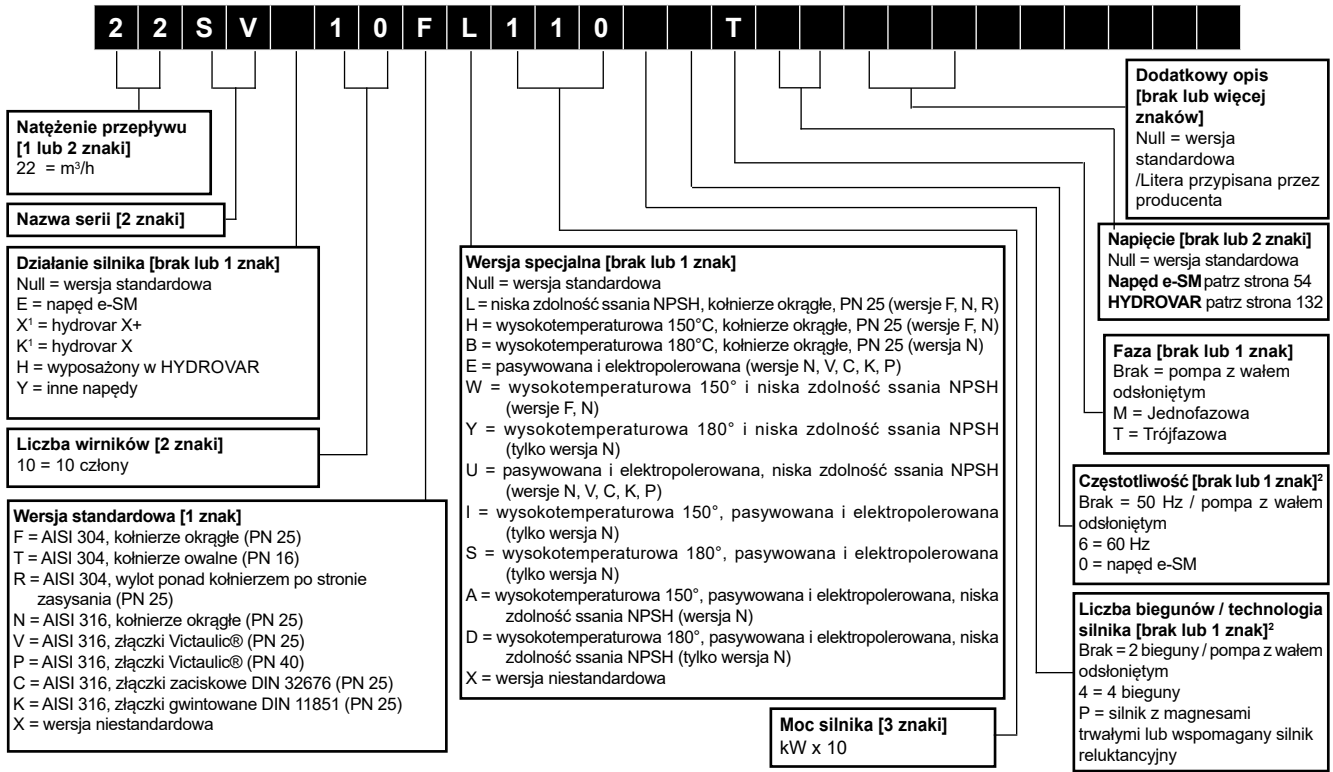 22SV 10FL110 T
Natężenie przepływu
[1 lub 2 znaki]
22 = m³/h
Nazwa serii [2 znaki]
Działanie silnika [brak lub 1 znak]
Null = wersja standardowa
E = napęd e-SM
X¹ = hydrovar X+
K¹ = hydrovar X
H = wyposażony w HYDROVAR
Y = inne napędy
Liczba wirników [2 znaki]
10 = 10 człony
Wersja standardowa [1 znak]
F = AISI 304, kołnierze okrągłe (PN 25)
T = AISI 304, kołnierze owalne (PN 16)
R = AISI 304, wylot ponad kołnierzem po stronie
zasysania (PN 25)
N = AISI 316, kołnierze okrągłe (PN 25)
V = AISI 316, złączki Victaulic® (PN 25)
P = AISI 316, złączki Victaulic® (PN 40)
C = AISI 316, złączki zaciskowe DIN 32676 (PN 25)
K = AISI 316, złączki gwintowane DIN 11851 (PN 25)
X = wersja niestandardowa
Wersja specjalna [brak lub 1 znak]
Null = wersja standardowa
L = niska zdolność ssania NPSH, kołnierze okrągłe, PN 25 (wersje F, N, R)
H = wysokotemperaturowa 150°C, kołnierze okrągłe, PN 25 (wersje F, N)
B = wysokotemperaturowa 180°C, kołnierze okrągłe, PN 25 (wersja N)
E = pasywowana i elektropolerowana (wersje N, V, C, K, P)
W = wysokotemperaturowa 150° i niska zdolność ssania NPSH
(wersje F, N)
Y = wysokotemperaturowa 180° i niska zdolność ssania NPSH
(tylko wersja N)
U = pasywowana i elektropolerowana, niska zdolność ssania NPSH
(wersje N, V, C, K, P)
I = wysokotemperaturowa 150°, pasywowana i elektropolerowana
(tylko wersja N)
S = wysokotemperaturowa 180°, pasywowana i elektropolerowana
(tylko wersja N)
A = wysokotemperaturowa 150°, pasywowana i elektropolerowana, niska
zdolność ssania NPSH (wersja N)
D = wysokotemperaturowa 180°, pasywowana i elektropolerowana, niska
zdolność ssania NPSH (tylko wersja N)
X = wersja niestandardowa
Moc silnika [3 znaki]
kW x 10
Dodatkowy opis
[brak lub więcej
znaków]
Null = wersja
standardowa
/Litera przypisana przez
producenta
Napięcie [brak lub 2 znaki]
Null = wersja standardowa
Napęd e-SM patrz strona 54
HYDROVAR patrz strona 132
Faza [brak lub 1 znak]
Brak = pompa z wałem
odsłoniętym
M = Jednofazowa
T = Trójfazowa
Częstotliwość [brak lub 1 znak]²
Brak = 50 Hz / pompa z wałem
odsłoniętym
6 = 60 Hz
0 = napęd e-SM
Liczba biegunów / technologia
silnika [brak lub 1 znak]²
Brak = 2 bieguny / pompa z wałem
odsłoniętym
4 = 4 bieguny
P = silnik z magnesami
trwałymi lub wspomagany silnik
reluktancyjny